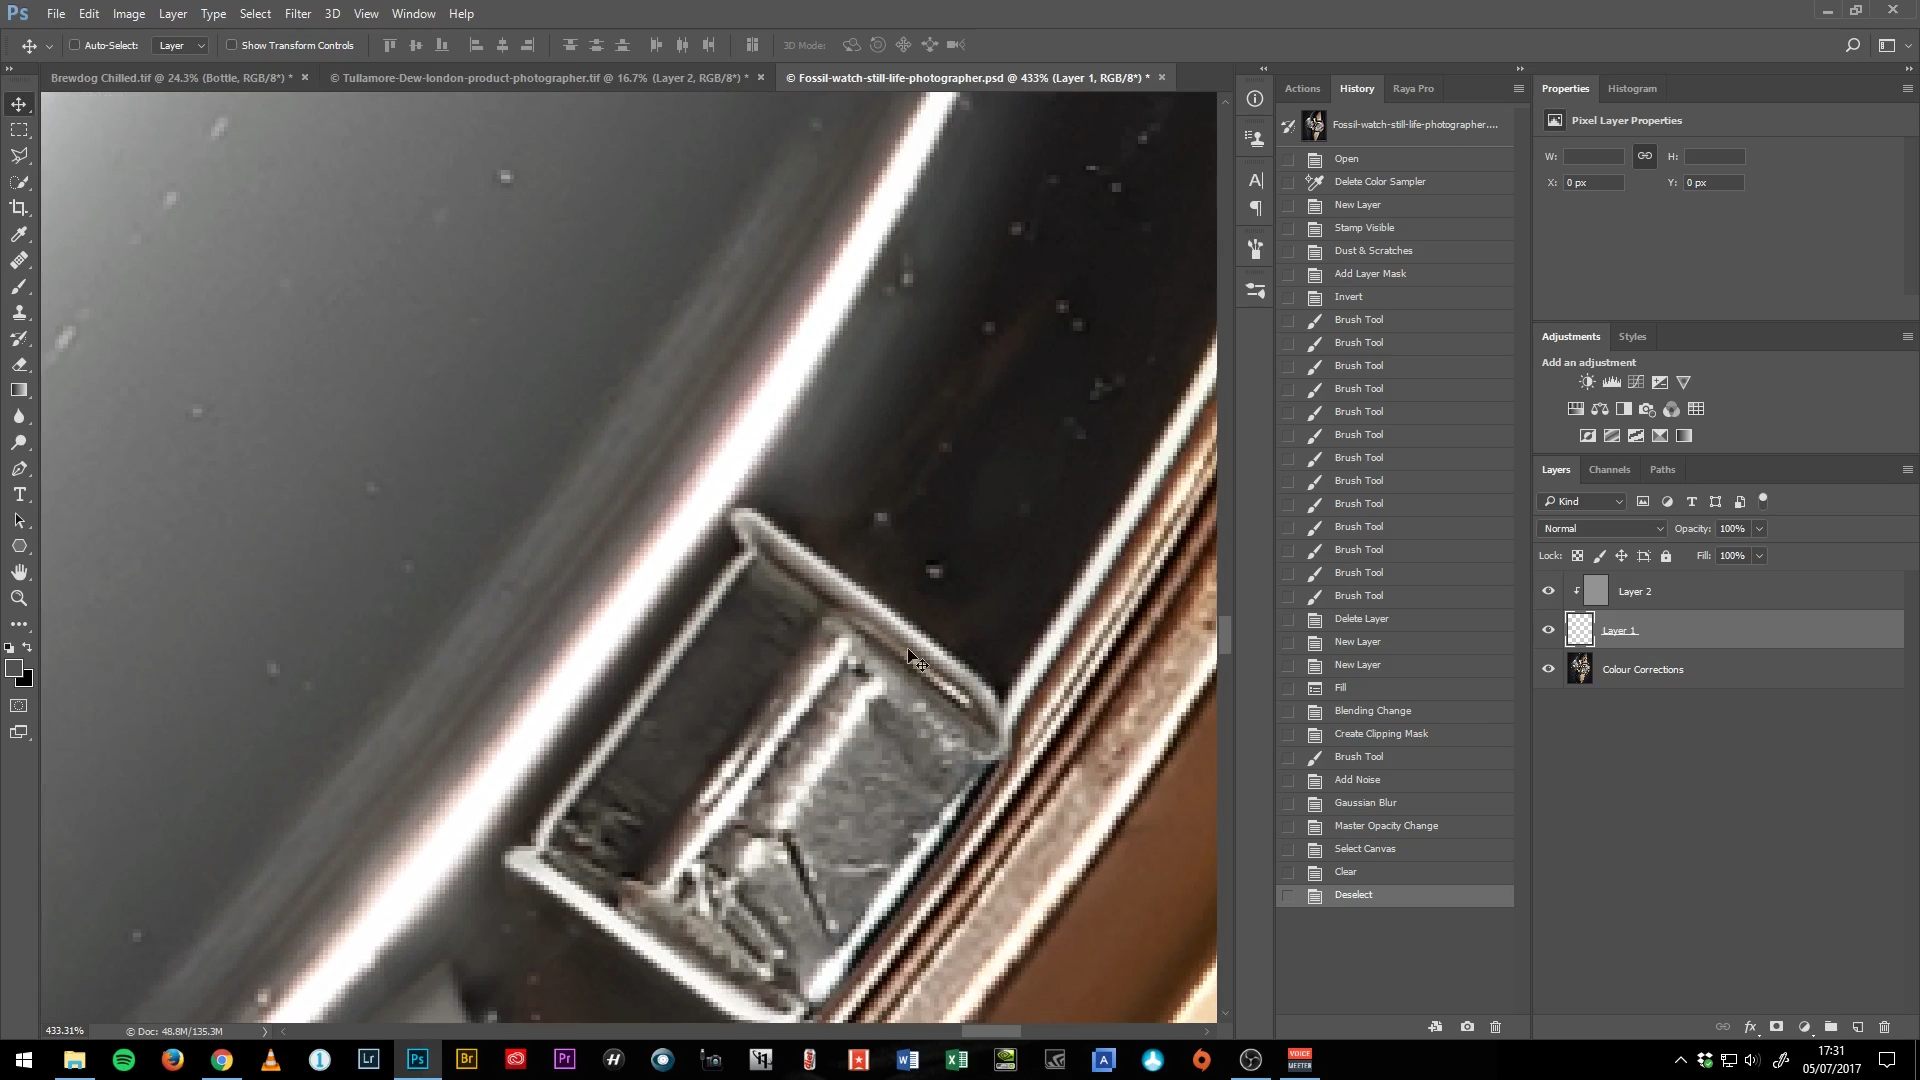 Ps File Edit Image Layer Type Select Filter 3D View Window Help
Auto-Select: Layer Show Transform Controls 3D Mode:
Brewdog Chilled.tif @ 24.3% (Bottle, RGB/8*) * × © Tullamore-Dew-london-product-photographer.tif @ 16.7% (Layer 2, RGB/8*) * × © Fossil-watch-still-life-photographer.psd @ 433% (Layer 1, RGB/8*) * ×
Actions History Raya Pro
Fossil-watch-still-life-photographer....
Open
Delete Color Sampler
New Layer
Stamp Visible
Dust & Scratches
Add Layer Mask
Invert
Brush Tool
Brush Tool
Brush Tool
Brush Tool
Brush Tool
Brush Tool
Brush Tool
Brush Tool
Brush Tool
Brush Tool
Brush Tool
Brush Tool
Brush Tool
Delete Layer
New Layer
New Layer
Fill
Blending Change
Create Clipping Mask
Brush Tool
Add Noise
Gaussian Blur
Master Opacity Change
Select Canvas
Clear
Deselect
Properties Histogram
Pixel Layer Properties
W: H:
X: 0 px Y: 0 px
Adjustments Styles
Add an adjustment
Layers Channels Paths
Kind
Normal Opacity: 100%
Lock: Fill: 100%
Layer 2
Layer 1
Colour Corrections
433.31% © Doc: 48.8M/135.3M
Lr Ps Br Pr
VOICE
MEETER
17:31
05/07/2017